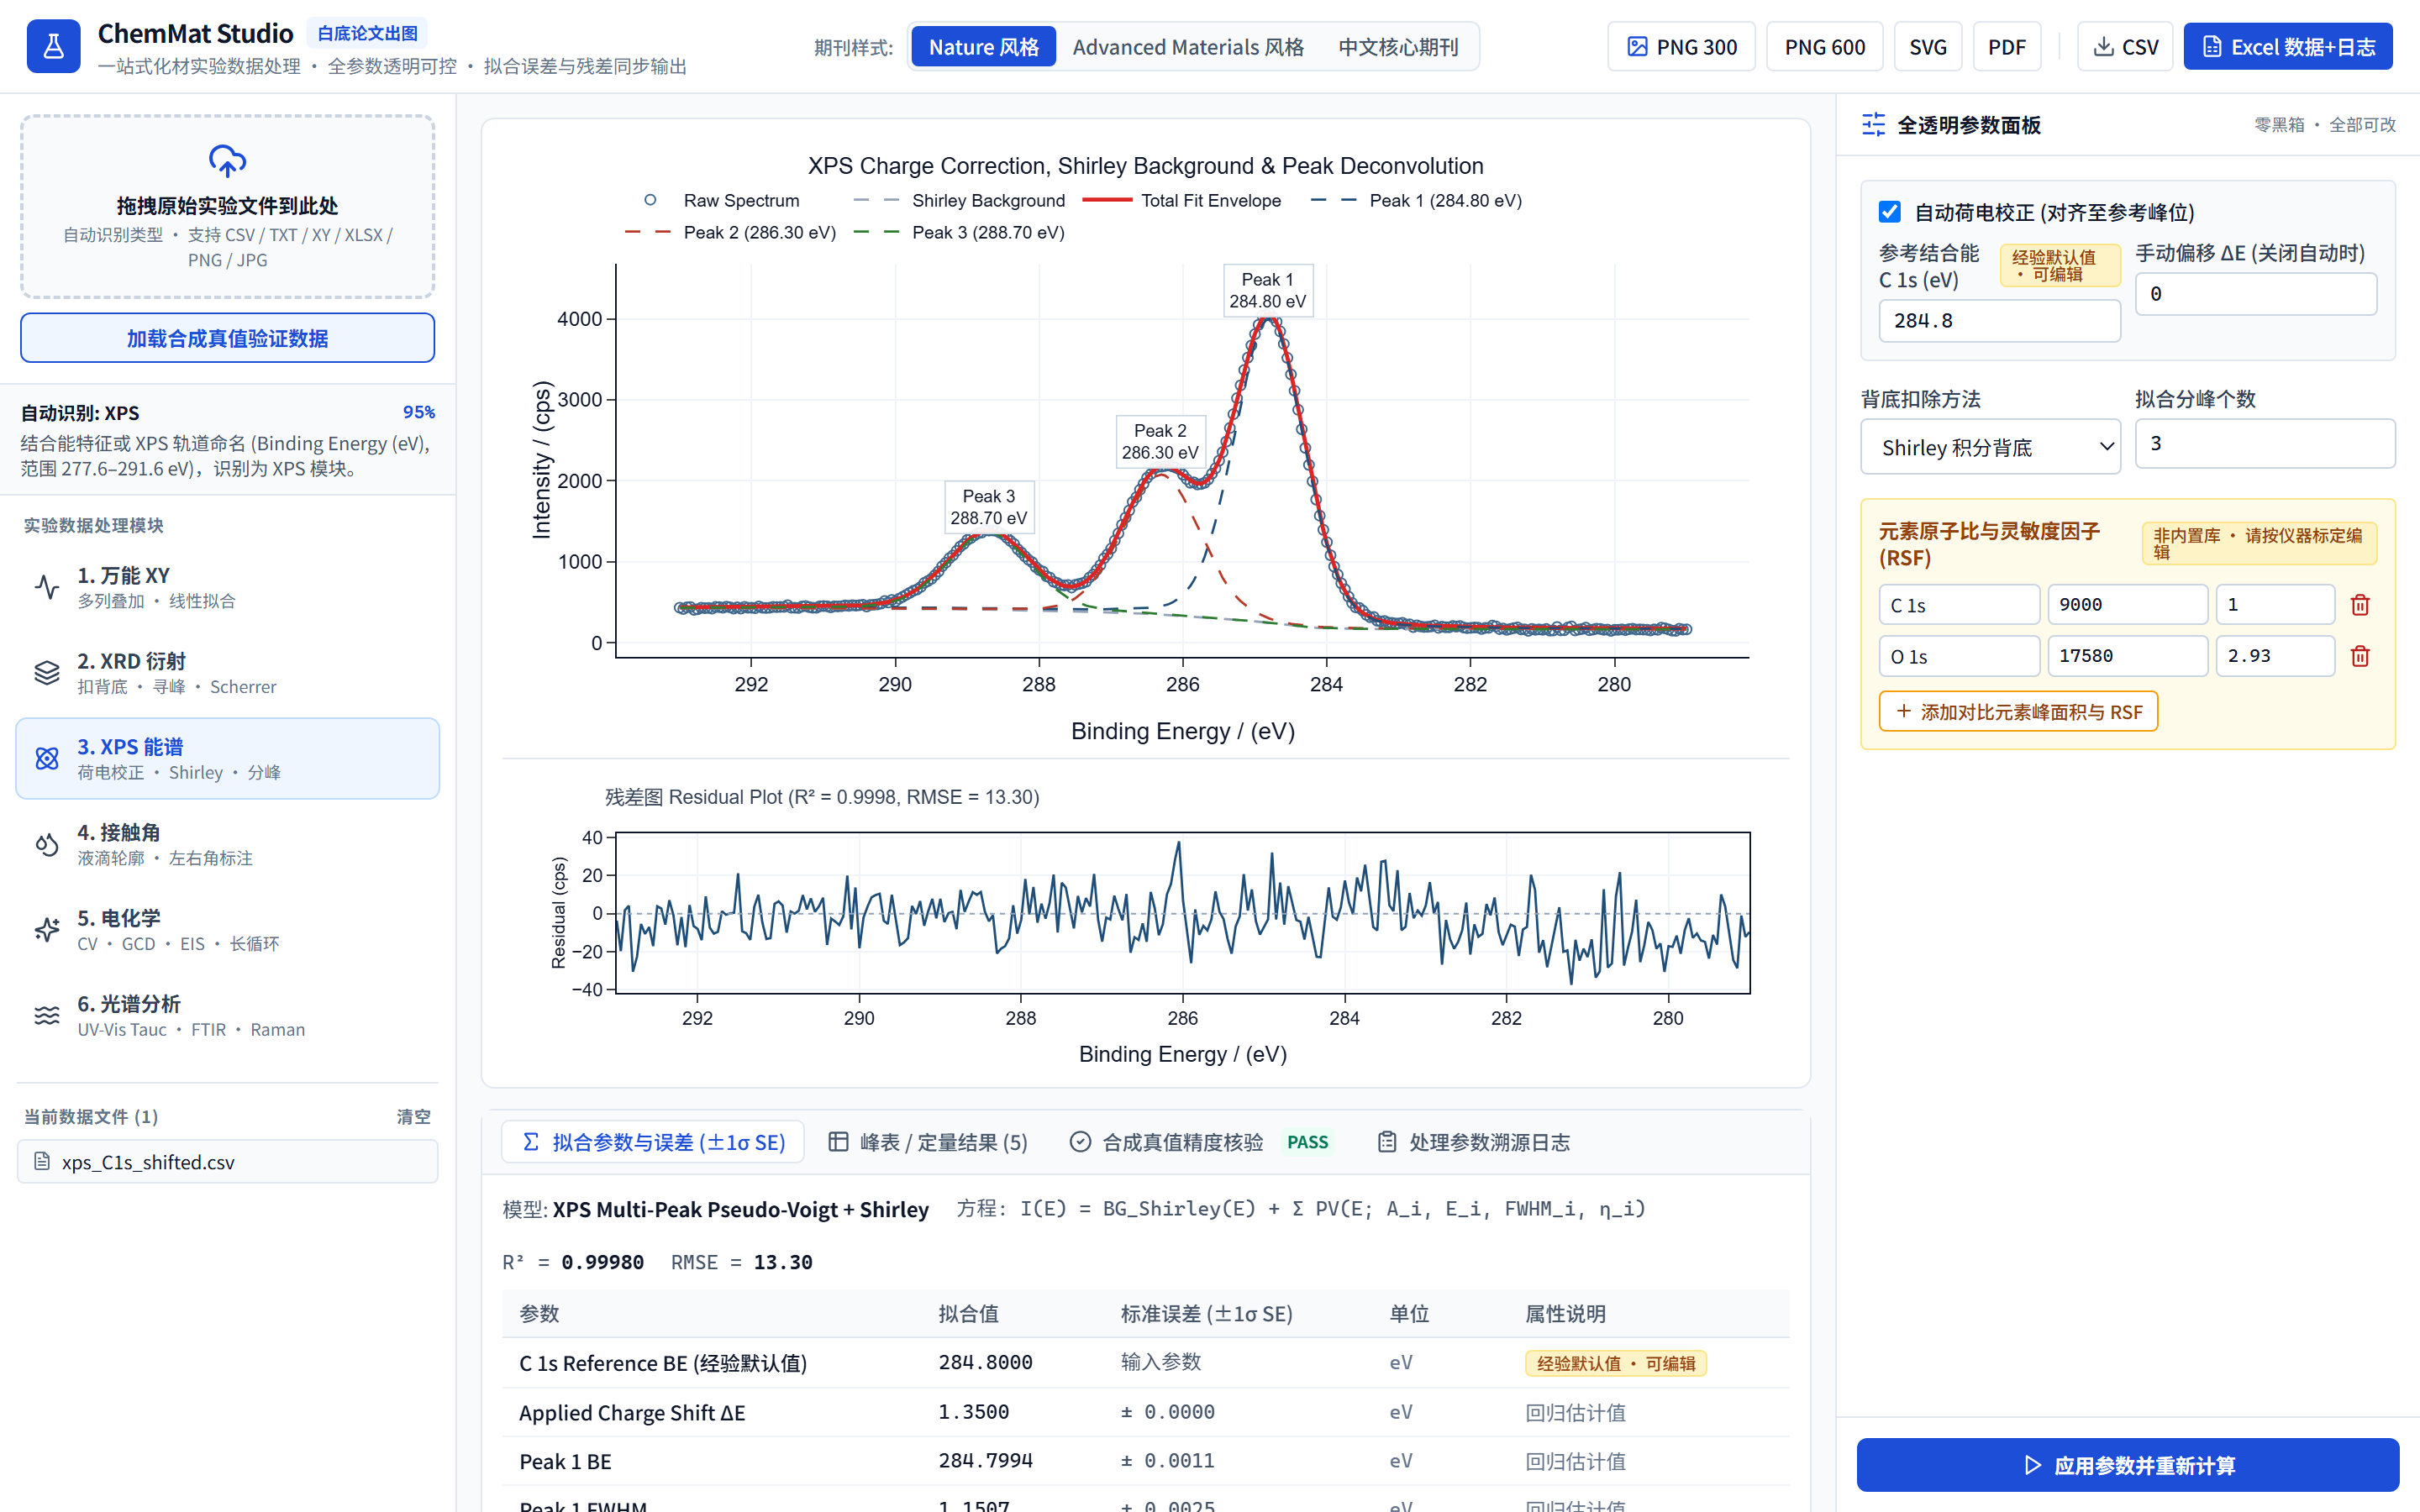 ChemMat Studio 白底论文出图
一站式化材实验数据处理 • 全参数透明可控 • 拟合误差与残差同步输出
期刊样式: Nature 风格 Advanced Materials 风格 中文核心期刊
PNG 300 PNG 600 SVG PDF CSV Excel 数据+日志
拖拽原始实验文件到此处
自动识别类型 • 支持 CSV / TXT / XY / XLSX /
PNG / JPG
加载合成真值验证数据
自动识别: XPS 95%
结合能特征或 XPS 轨道命名 (Binding Energy (eV),
范围 277.6–291.6 eV)，识别为 XPS 模块。
实验数据处理模块
1. 万能 XY
多列叠加 • 线性拟合
2. XRD 衍射
扣背底 • 寻峰 • Scherrer
3. XPS 能谱
荷电校正 • Shirley • 分峰
4. 接触角
液滴轮廓 • 左右角标注
5. 电化学
CV • GCD • EIS • 长循环
6. 光谱分析
UV-Vis Tauc • FTIR • Raman
当前数据文件 (1) 清空
xps_C1s_shifted.csv
XPS Charge Correction, Shirley Background & Peak Deconvolution
Raw Spectrum Shirley Background Total Fit Envelope Peak 1 (284.80 eV)
Peak 2 (286.30 eV) Peak 3 (288.70 eV)
Peak 1
284.80 eV
Peak 2
286.30 eV
Peak 3
288.70 eV
Intensity / (cps)
4000
3000
2000
1000
0
292 290 288 286 284 282 280
Binding Energy / (eV)
残差图 Residual Plot (R² = 0.9998, RMSE = 13.30)
Residual (cps)
40
20
0
−20
−40
292 290 288 286 284 282 280
Binding Energy / (eV)
拟合参数与误差 (±1σ SE) 峰表 / 定量结果 (5) 合成真值精度核验 PASS 处理参数溯源日志
模型: XPS Multi-Peak Pseudo-Voigt + Shirley 方程: I(E) = BG_Shirley(E) + Σ PV(E; A_i, E_i, FWHM_i, η_i)
R² = 0.99980 RMSE = 13.30
参数 拟合值 标准误差 (±1σ SE) 单位 属性说明
C 1s Reference BE (经验默认值) 284.8000 输入参数 eV 经验默认值 • 可编辑
Applied Charge Shift ΔE 1.3500 ± 0.0000 eV 回归估计值
Peak 1 BE 284.7994 ± 0.0011 eV 回归估计值
Peak 1 FWHM 1.1507 ± 0.0025 eV 回归估计值
全透明参数面板 零黑箱 • 全部可改
自动荷电校正 (对齐至参考峰位)
参考结合能
C 1s (eV)
经验默认值
• 可编辑
284.8
手动偏移 ΔE (关闭自动时)
0
背底扣除方法 拟合分峰个数
Shirley 积分背底 3
元素原子比与灵敏度因子
(RSF)
非内置库 • 请按仪器标定编
辑
C 1s 9000 1
O 1s 17580 2.93
添加对比元素峰面积与 RSF
应用参数并重新计算